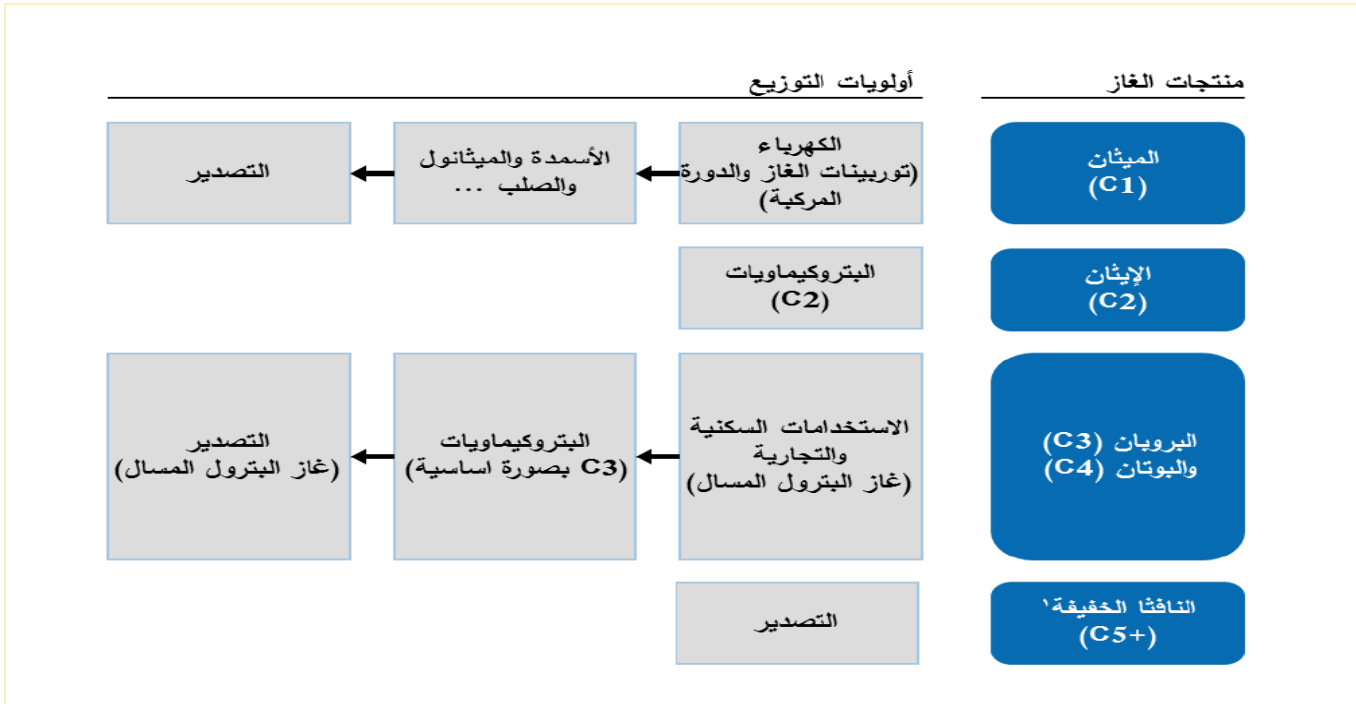 منتجات الغاز
أولويات التوزيع
الميثان
(C1)
الكهرباء
(توربينات الغاز والدورة
المركبة)
الأسمدة والميثانول
والصلب ...
التصدير
الإيثان
(C2)
البتروكيماويات
(C2)
البروبان (C3)
والبوتان (C4)
الاستخدامات السكنية
والتجارية
(غاز البترول المسال)
البتروكيماويات
(C3 بصورة اساسية)
التصدير
(غاز البترول المسال)
النافثا الخفيفة¹
(C5+)
التصدير